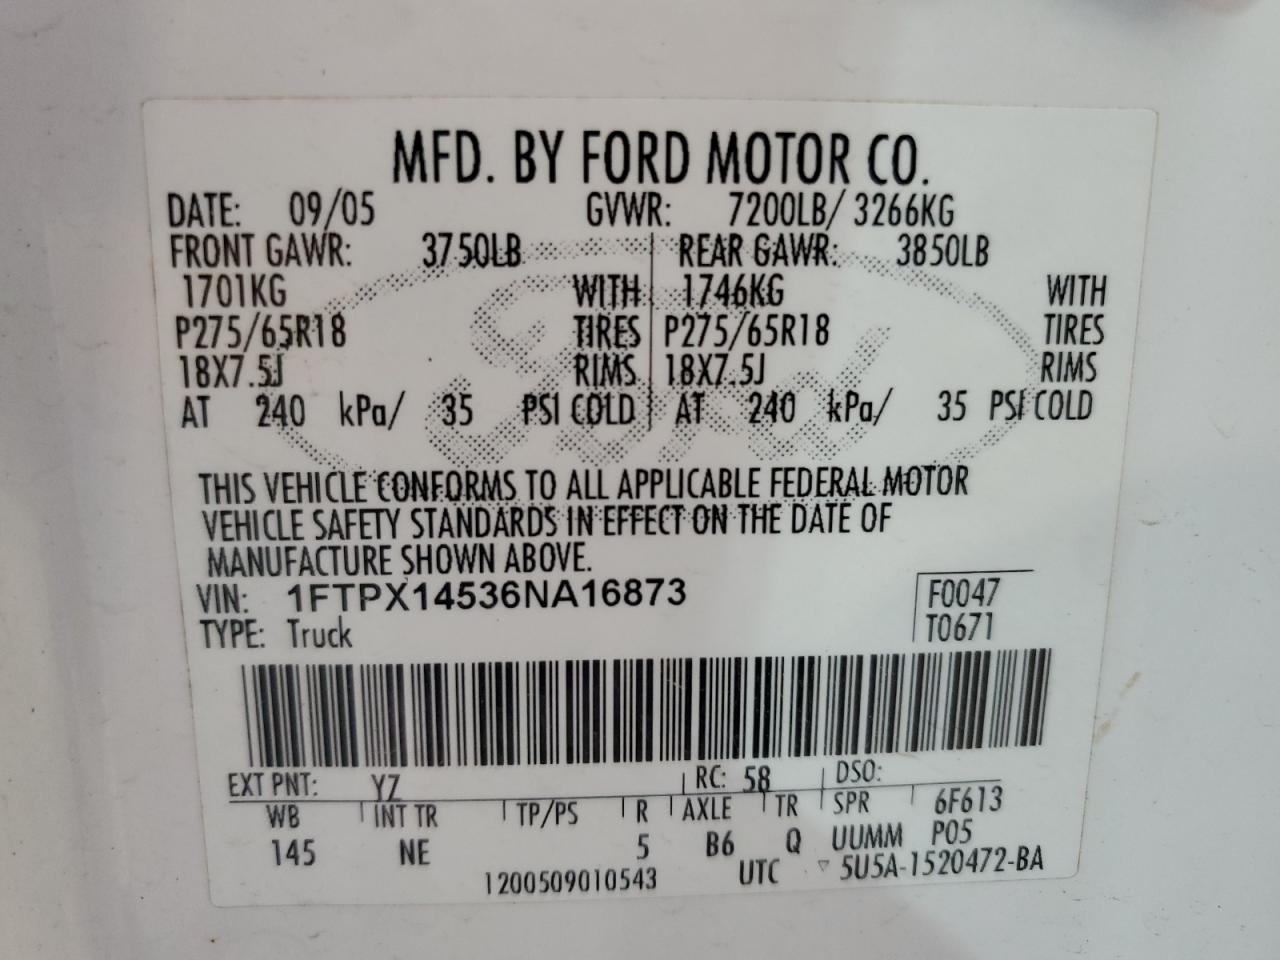 MFD. BY FORD MOTOR CO.
DATE: 09/05 GVWR: 7200LB/ 3266KG
FRONT GAWR: 3750LB REAR GAWR: 3850LB
1701KG WITH 1746KG WITH
P275/65R18 TIRES P275/65R18 TIRES
18X7.5J RIMS 18X7.5J RIMS
AT 240 kPa/ 35 PSI COLD AT 240 kPa/ 35 PSI COLD
Ford
THIS VEHICLE CONFORMS TO ALL APPLICABLE FEDERAL MOTOR
VEHICLE SAFETY STANDARDS IN EFFECT ON THE DATE OF
MANUFACTURE SHOWN ABOVE.
VIN: 1FTPX14536NA16873 F0047
TYPE: Truck T0671
EXT PNT: YZ RC: 58 DSO:
WB INT TR TP/PS R AXLE TR SPR 6F613
145 NE 5 B6 Q UUMM P05
1200509010543 UTC ▽ 5U5A-1520472-BA